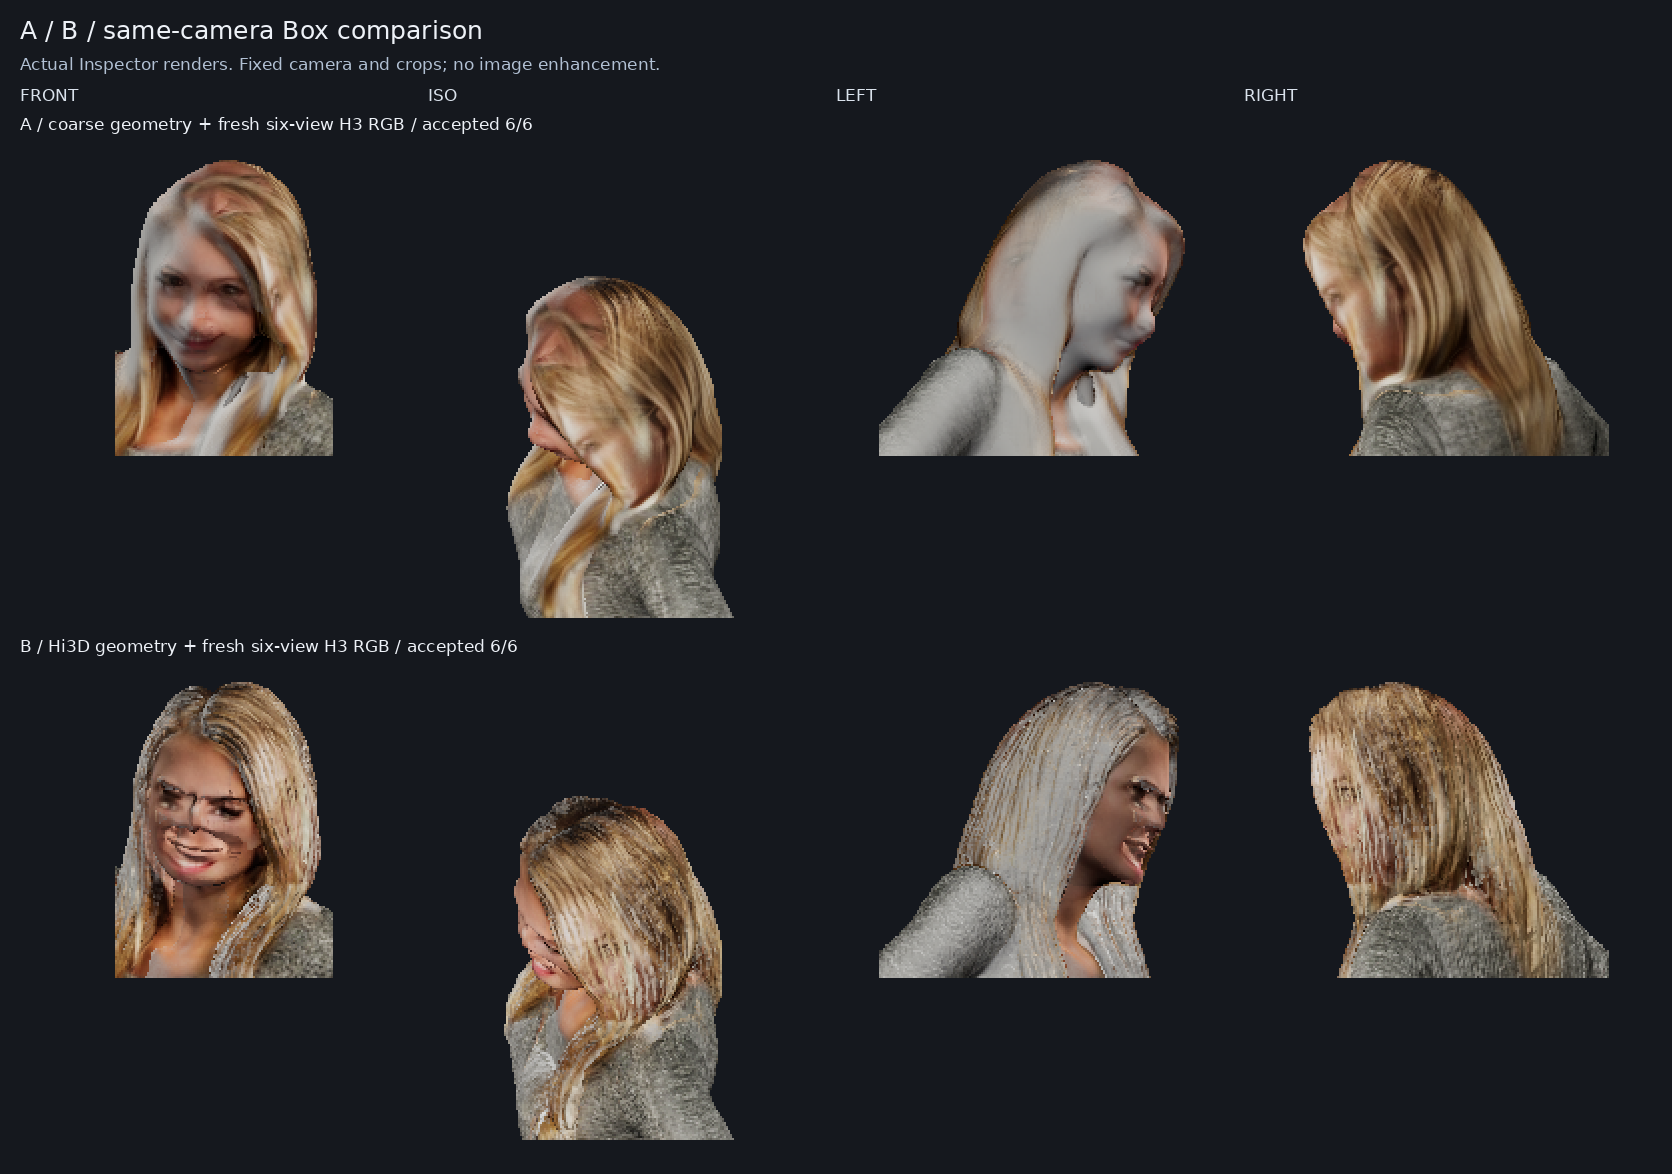 A / B / same-camera Box comparison
Actual Inspector renders. Fixed camera and crops; no image enhancement.
FRONT ISO LEFT RIGHT
A / coarse geometry + fresh six-view H3 RGB / accepted 6/6
B / Hi3D geometry + fresh six-view H3 RGB / accepted 6/6